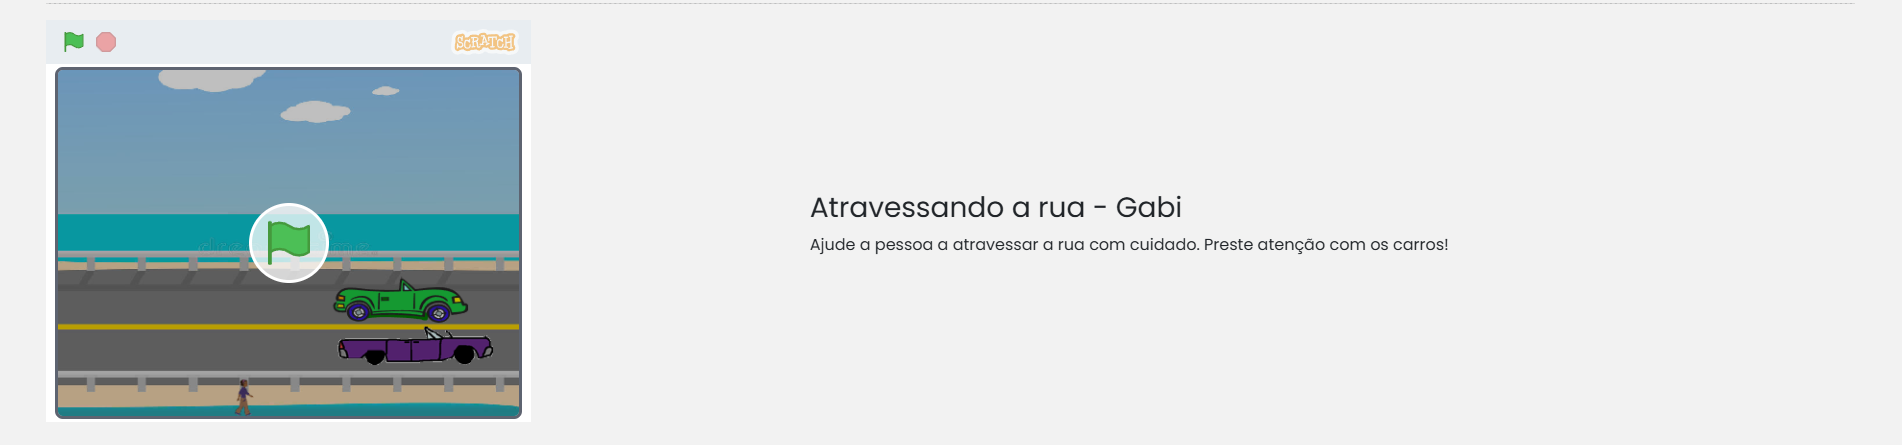 SCRATCH
Atravessando a rua - Gabi
Ajude a pessoa a atravessar a rua com cuidado. Preste atenção com os carros!